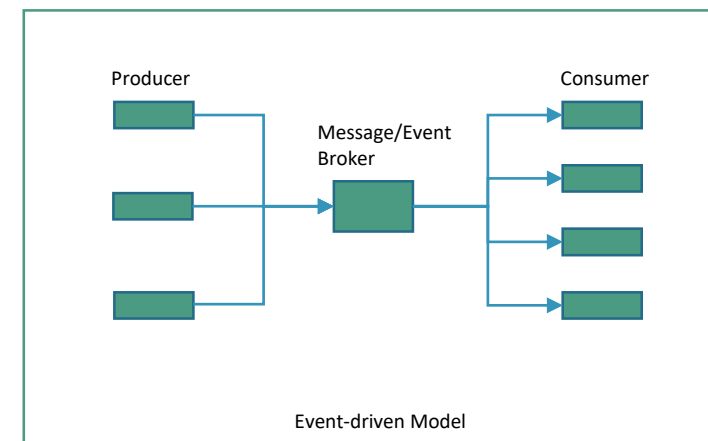 Producer
Consumer
Message/Event
Broker
Event-driven Model